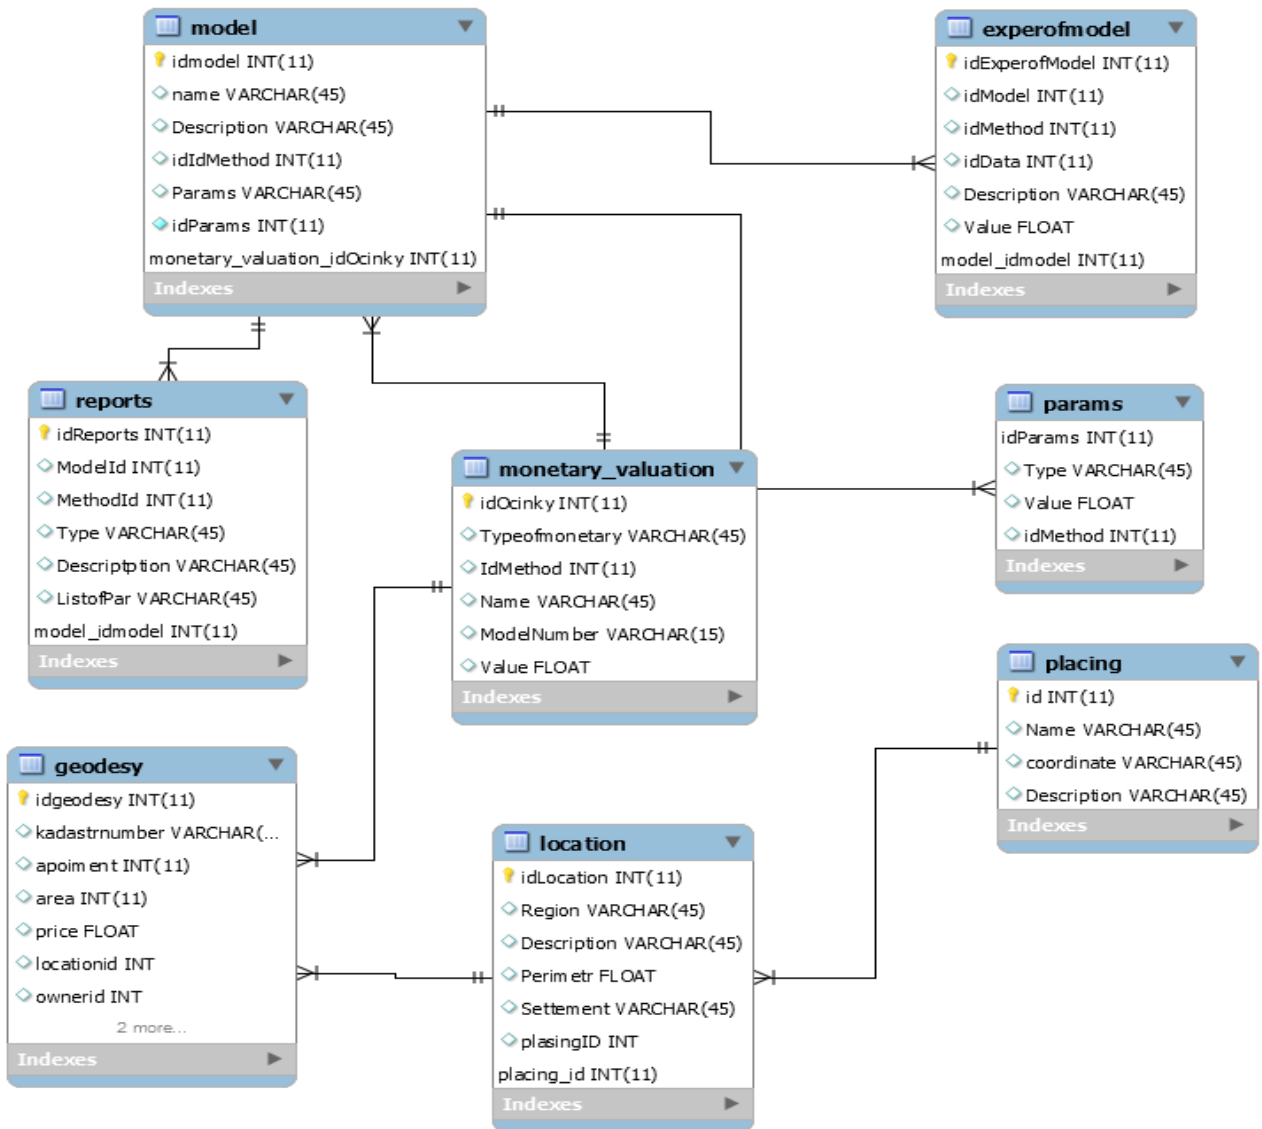 model
idmodel INT(11)
name VARCHAR(45)
Description VARCHAR(45)
idIdMethod INT(11)
Params VARCHAR(45)
idParams INT(11)
monetary_valuation_idOcinky INT(11)
Indexes
experofmodel
idExperofModel INT(11)
idModel INT(11)
idMethod INT(11)
idData INT(11)
Description VARCHAR(45)
Value FLOAT
model_idmodel INT(11)
Indexes
reports
idReports INT(11)
ModelId INT(11)
MethodId INT(11)
Type VARCHAR(45)
Descriptption VARCHAR(45)
ListofPar VARCHAR(45)
model_idmodel INT(11)
Indexes
monetary_valuation
idOcinky INT(11)
Typeofmonetary VARCHAR(45)
IdMethod INT(11)
Name VARCHAR(45)
ModelNumber VARCHAR(15)
Value FLOAT
Indexes
params
idParams INT(11)
Type VARCHAR(45)
Value FLOAT
idMethod INT(11)
Indexes
placing
id INT(11)
Name VARCHAR(45)
coordinate VARCHAR(45)
Description VARCHAR(45)
Indexes
geodesy
idgeodesy INT(11)
kadastrnumber VARCHAR(...
apoiment INT(11)
area INT(11)
price FLOAT
locationid INT
ownerid INT
2 more...
Indexes
location
idLocation INT(11)
Region VARCHAR(45)
Description VARCHAR(45)
Perimetr FLOAT
Settement VARCHAR(45)
plasingID INT
placing_id INT(11)
Indexes